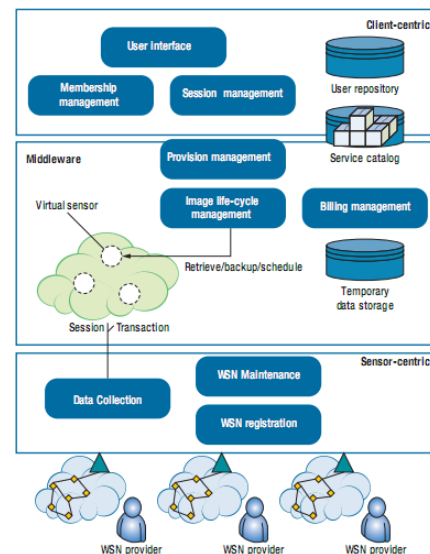 Client-centric
User interface
Membership
management
Session management
User repository
Service catalog
Middleware
Provision management
Virtual sensor
Image life-cycle
management
Billing management
Retrieve/backup/schedule
Temporary
data storage
Session Transaction
Sensor-centric
WSN Maintenance
Data Collection
WSN registration
WSN provider
WSN provider
WSN provider